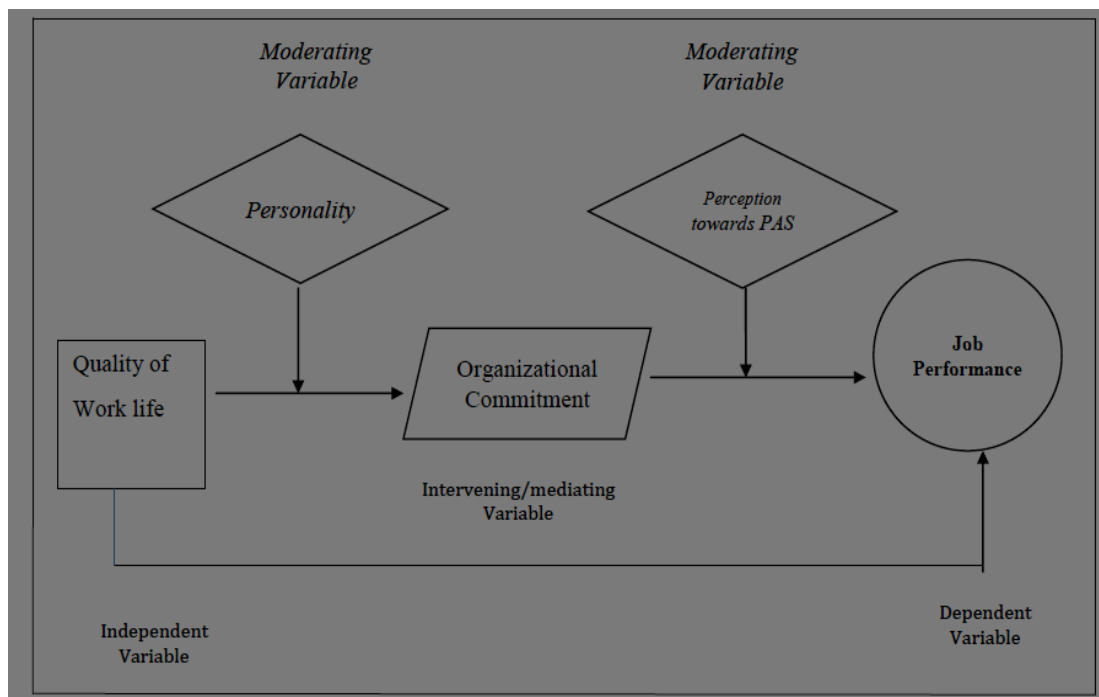 Moderating
Variable
Moderating
Variable
Personality
Perception
towards PAS
Quality of
Work life
Organizational
Commitment
Job
Performance
Intervening/mediating
Variable
Independent
Variable
Dependent
Variable